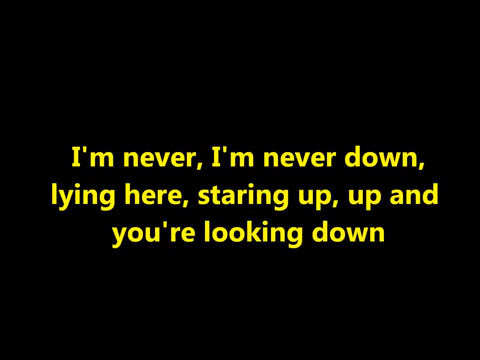 I'm never, I'm never down,
lying here, staring up, up and
you're looking down